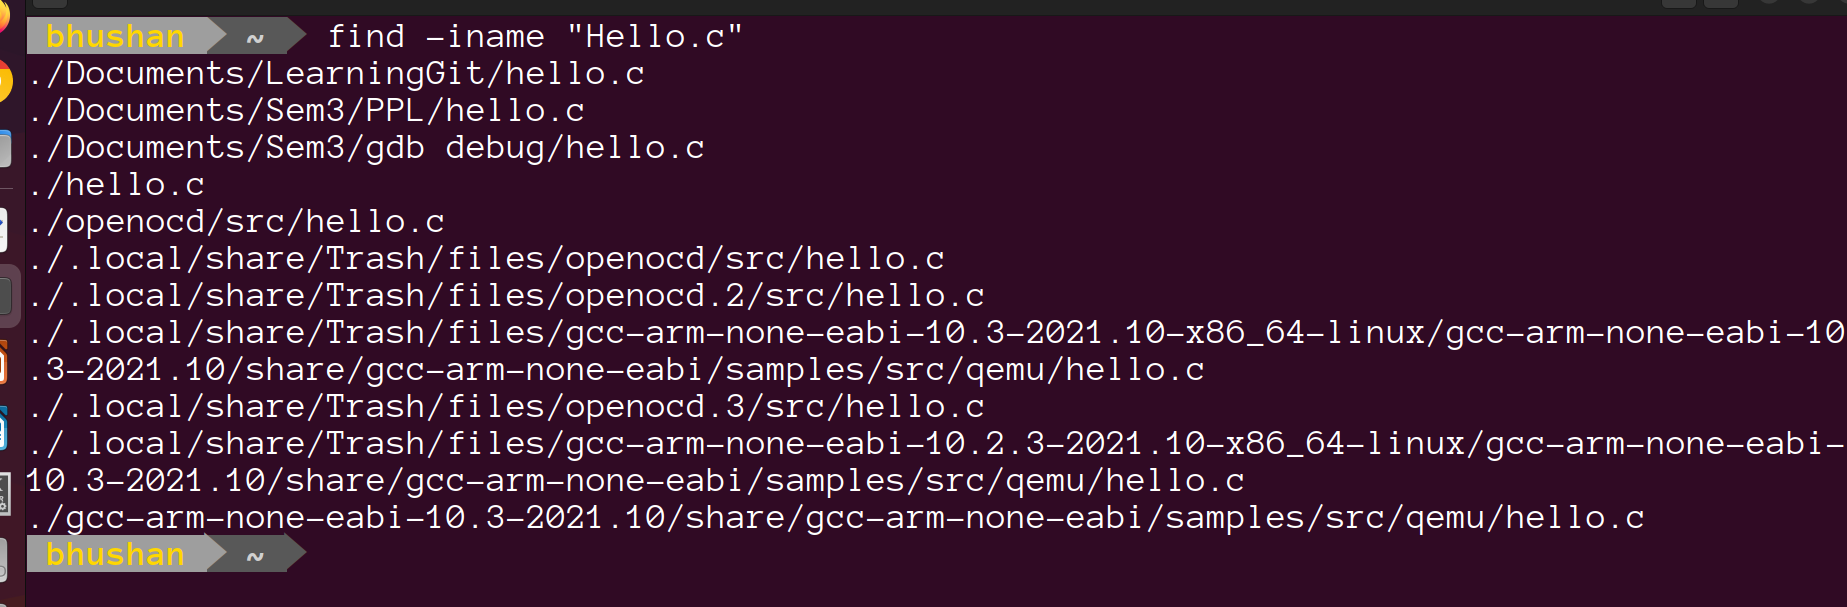 bhushan ~ find -iname "Hello.c"
./Documents/LearningGit/hello.c
./Documents/Sem3/PPL/hello.c
./Documents/Sem3/gdb debug/hello.c
./hello.c
./openocd/src/hello.c
./.local/share/Trash/files/openocd/src/hello.c
./.local/share/Trash/files/openocd.2/src/hello.c
./.local/share/Trash/files/gcc-arm-none-eabi-10.3-2021.10-x86_64-linux/gcc-arm-none-eabi-10
.3-2021.10/share/gcc-arm-none-eabi/samples/src/qemu/hello.c
./.local/share/Trash/files/openocd.3/src/hello.c
./.local/share/Trash/files/gcc-arm-none-eabi-10.2.3-2021.10-x86_64-linux/gcc-arm-none-eabi-
10.3-2021.10/share/gcc-arm-none-eabi/samples/src/qemu/hello.c
./gcc-arm-none-eabi-10.3-2021.10/share/gcc-arm-none-eabi/samples/src/qemu/hello.c
bhushan ~